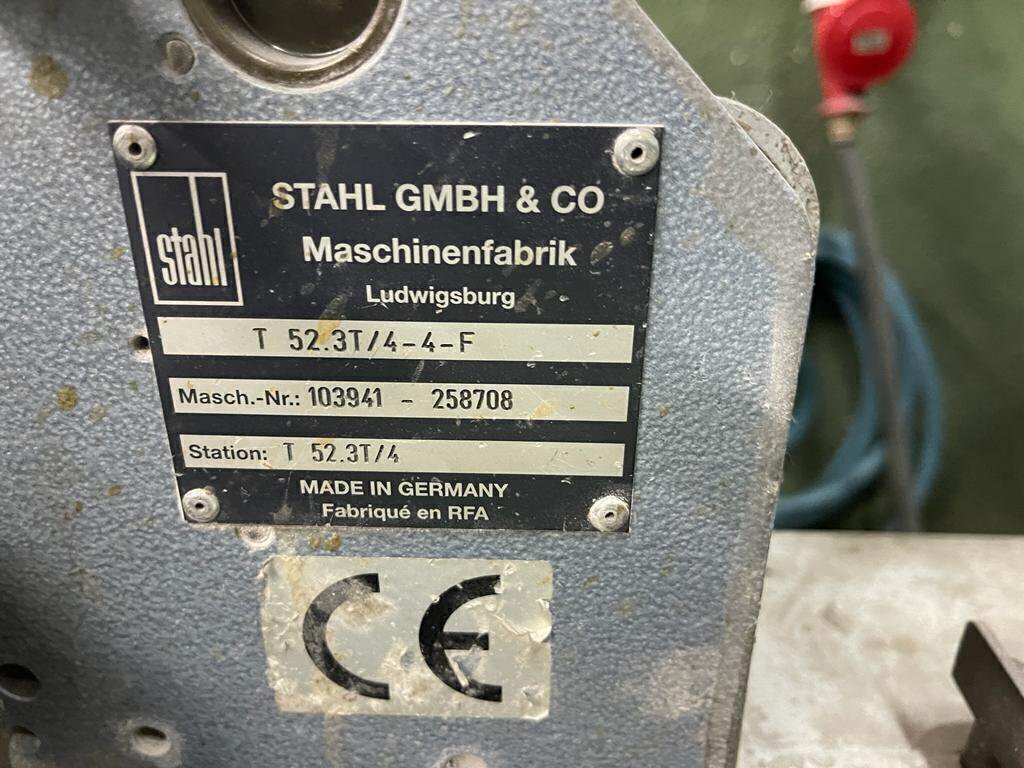 stahl
STAHL GMBH & CO
Maschinenfabrik
Ludwigsburg
T 52.3T/4-4-F
Masch.-Nr.: 103941 - 258708
Station: T 52.3T/4
MADE IN GERMANY
Fabriqué en RFA
CE